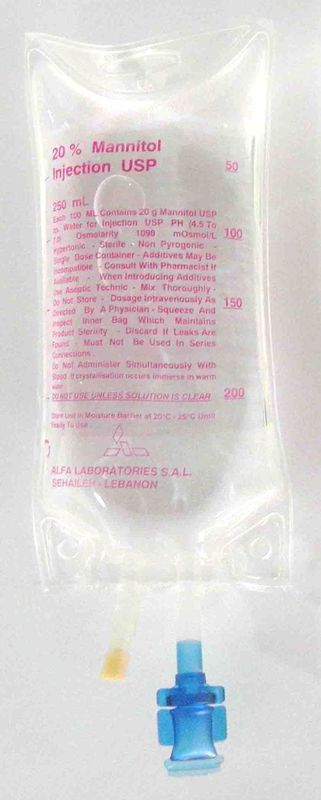 20 % Mannitol
Injection USP
50
250 mL
Each 100 ML Contains 20 g Mannitol USP
Water for Injection USP PH (4.5 To
Osmolarity 1098 mOsmol/L
100
Hypertonic - Sterile - Non Pyrogenic -
Single Dose Container - Additives May Be
Incompatible - Consult With Pharmacist If
Available - When Introducing Additives
Use Aseptic Technic - Mix Thoroughly -
Do Not Store - Dosage Intravenously As
150
Directed By A Physician - Squeeze And
Inspect Inner Bag Which Maintains
Product Sterility - Discard If Leaks Are
Found - Must Not Be Used In Series
Connections .
Do Not Administer Simultaneously With
Blood. If crystallisation occurs immerse in warm
water
DO NOT USE UNLESS SOLUTION IS CLEAR
200
Store Unit in Moisture Barrier at 20°C - 25°C Until
Ready To Use
ALFA LABORATORIES S.A.L.
SEHAILEH - LEBANON